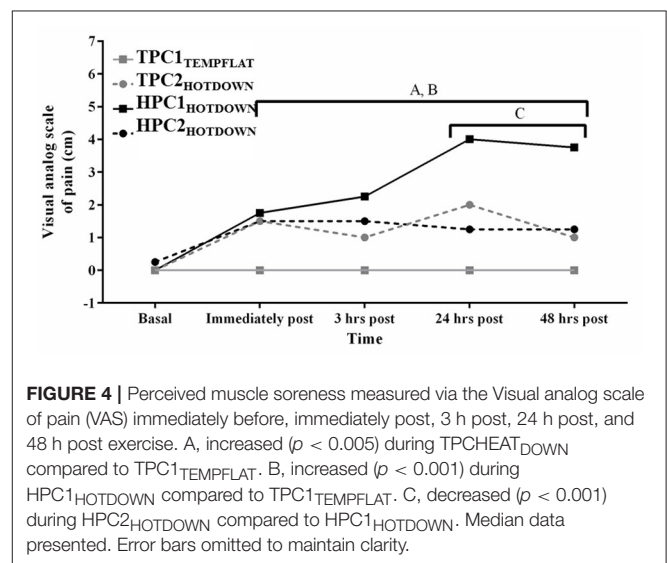 7
6
5
4
3
2
1
0
-1
Visual analog scale
of pain (cm)
TPC1TEMPFLAT
TPC2HOTDOWN
HPC1HOTDOWN
HPC2HOTDOWN
A, B
C
Basal Immediately post 3 hrs post 24 hrs post 48 hrs post
Time
FIGURE 4 | Perceived muscle soreness measured via the Visual analog scale
of pain (VAS) immediately before, immediately post, 3 h post, 24 h post, and
48 h post exercise. A, increased (p < 0.005) during TPCHEATDOWN
compared to TPC1TEMPFLAT. B, increased (p < 0.001) during
HPC1HOTDOWN compared to TPC1TEMPFLAT. C, decreased (p < 0.001)
during HPC2HOTDOWN compared to HPC1HOTDOWN. Median data
presented. Error bars omitted to maintain clarity.